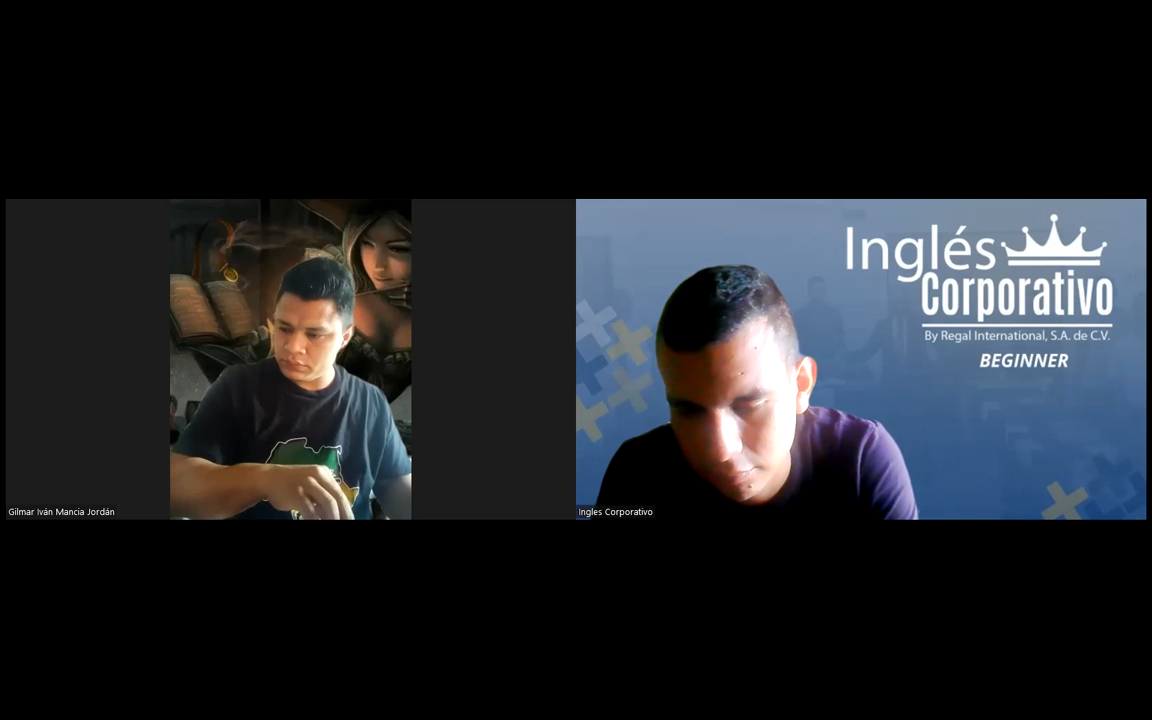 Inglés
Corporativo
By Regal International, S.A. de C.V.
BEGINNER
Gilmar Iván Mancia Jordán
Ingles Corporativo